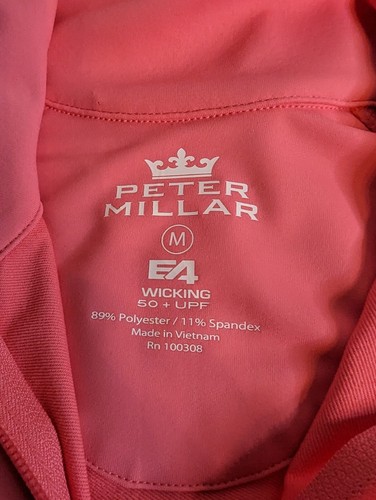 PETER
MILLAR
M
E4
WICKING
50 + UPF
89% Polyester / 11% Spandex
Made in Vietnam
Rn 100308